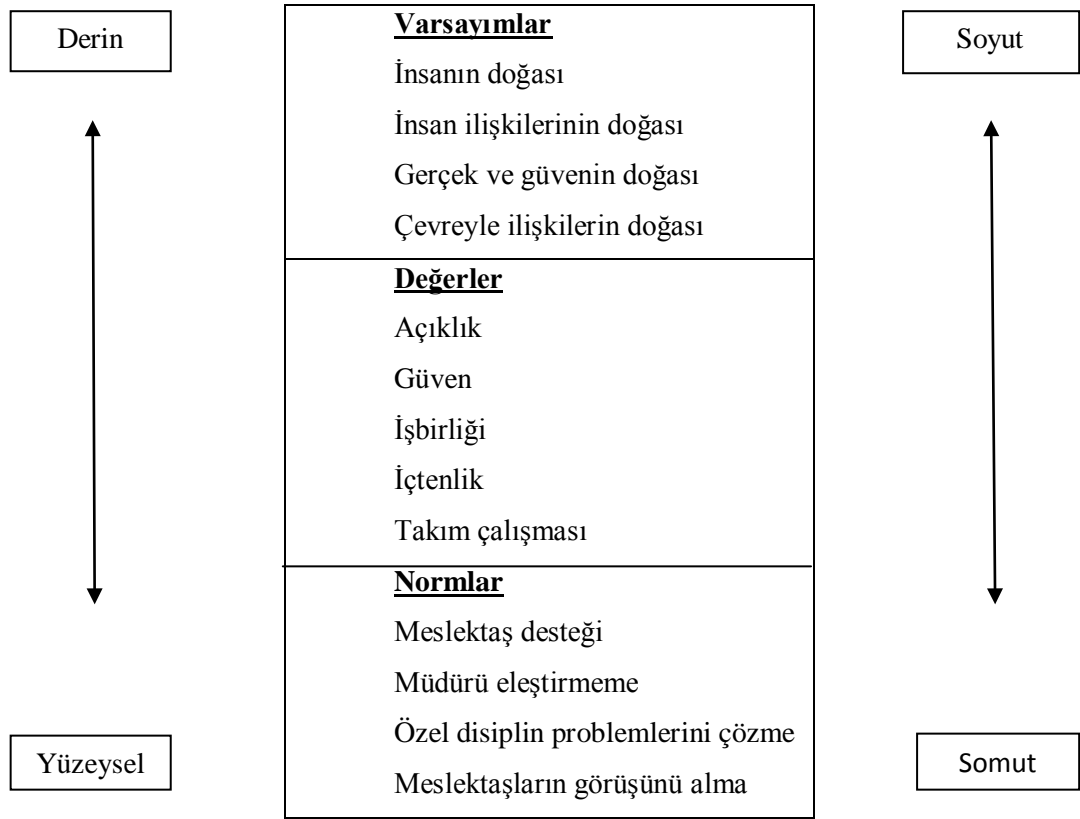 Derin
Varsayımlar
Soyut
İnsanın doğası
İnsan ilişkilerinin doğası
Gerçek ve güvenin doğası
Çevreyle ilişkilerin doğası
Değerler
Açıklık
Güven
İşbirliği
İçtenlik
Takım çalışması
Normlar
Meslektaş desteği
Müdürü eleştirmeme
Özel disiplin problemlerini çözme
Meslektaşların görüşünü alma
Yüzeysel
Somut